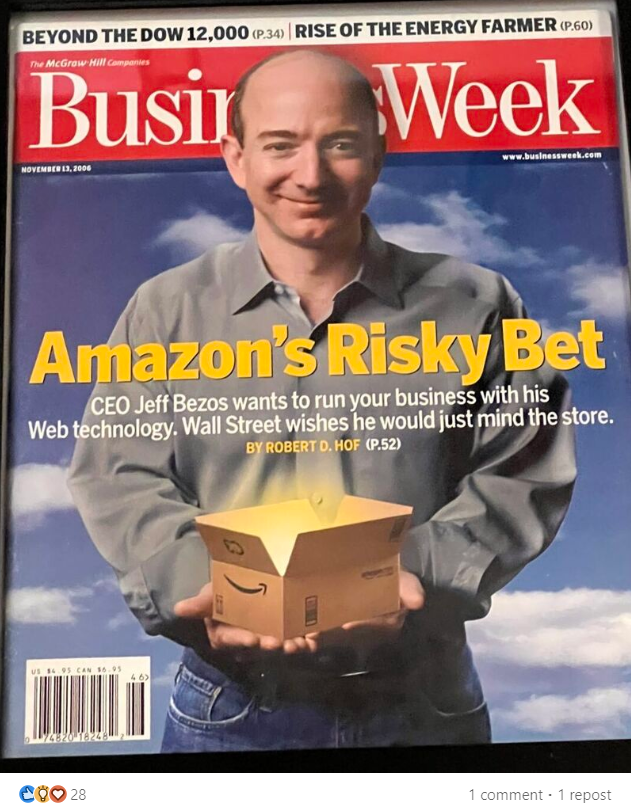 BEYOND THE DOW 12,000 (P.34) | RISE OF THE ENERGY FARMER (P.60)
The McGraw-Hill Companies
BusinessWeek
NOVEMBER 13, 2006
www.businessweek.com
Amazon's Risky Bet
CEO Jeff Bezos wants to run your business with his
Web technology. Wall Street wishes he would just mind the store.
BY ROBERT D. HOF (P.52)
US $4.95 CAN $6.95
46>
0 74820 18248 2
28
1 comment · 1 repost